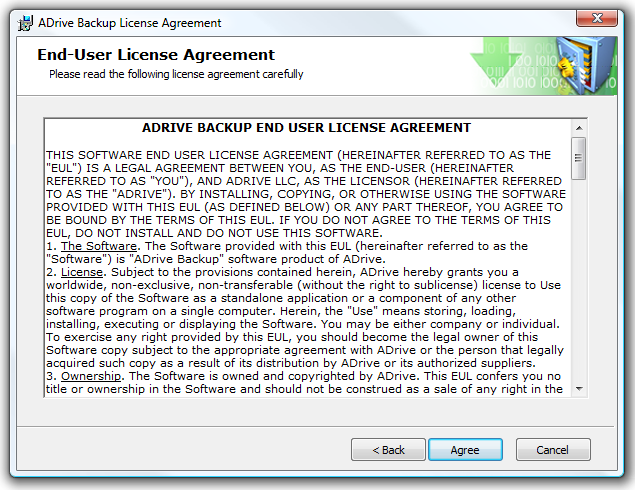 ADrive Backup License Agreement
End-User License Agreement
Please read the following license agreement carefully
ADRIVE BACKUP END USER LICENSE AGREEMENT
THIS SOFTWARE END USER LICENSE AGREEMENT (HEREINAFTER REFERRED TO AS THE
"EUL") IS A LEGAL AGREEMENT BETWEEN YOU, AS THE END-USER (HEREINAFTER
REFERRED TO AS "YOU"), AND ADRIVE LLC, AS THE LICENSOR (HEREINAFTER REFERRED
TO AS THE "ADRIVE"). BY INSTALLING, COPYING, OR OTHERWISE USING THE SOFTWARE
PROVIDED WITH THIS EUL (AS DEFINED BELOW) OR ANY PART THEREOF, YOU AGREE TO
BE BOUND BY THE TERMS OF THIS EUL. IF YOU DO NOT AGREE TO THE TERMS OF THIS
EUL, DO NOT INSTALL AND DO NOT USE THIS SOFTWARE.
1. The Software. The Software provided with this EUL (hereinafter referred to as the
"Software") is "ADrive Backup" software product of ADrive.
2. License. Subject to the provisions contained herein, ADrive hereby grants you a
worldwide, non-exclusive, non-transferable (without the right to sublicense) license to Use
this copy of the Software as a standalone application or a component of any other
software program on a single computer. Herein, the "Use" means storing, loading,
installing, executing or displaying the Software. You may be either company or individual.
To exercise any right provided by this EUL, you should become the legal owner of this
Software copy subject to the appropriate agreement with ADrive or the person that legally
acquired such copy as a result of its distribution by ADrive or its authorized suppliers.
3. Ownership. The Software is owned and copyrighted by ADrive. This EUL confers you no
title or ownership in the Software and should not be construed as a sale of any right in the
< Back
Agree
Cancel